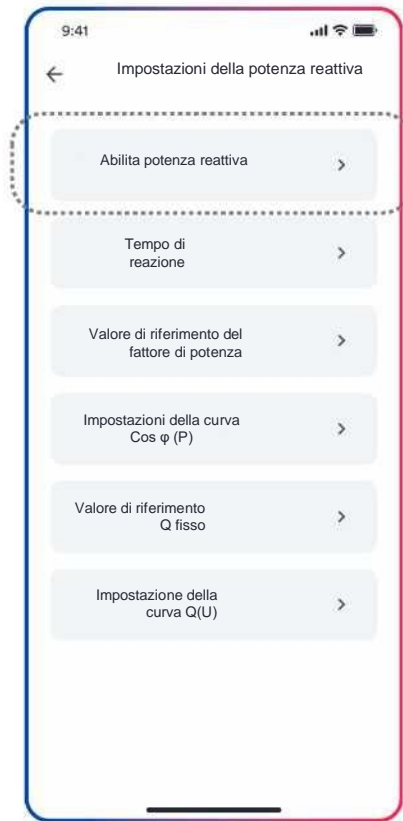 9:41
Impostazioni della potenza reattiva
Abilita potenza reattiva
Tempo di
reazione
Valore di riferimento del
fattore di potenza
Impostazioni della curva
Cos φ (P)
Valore di riferimento
Q fisso
Impostazione della
curva Q(U)